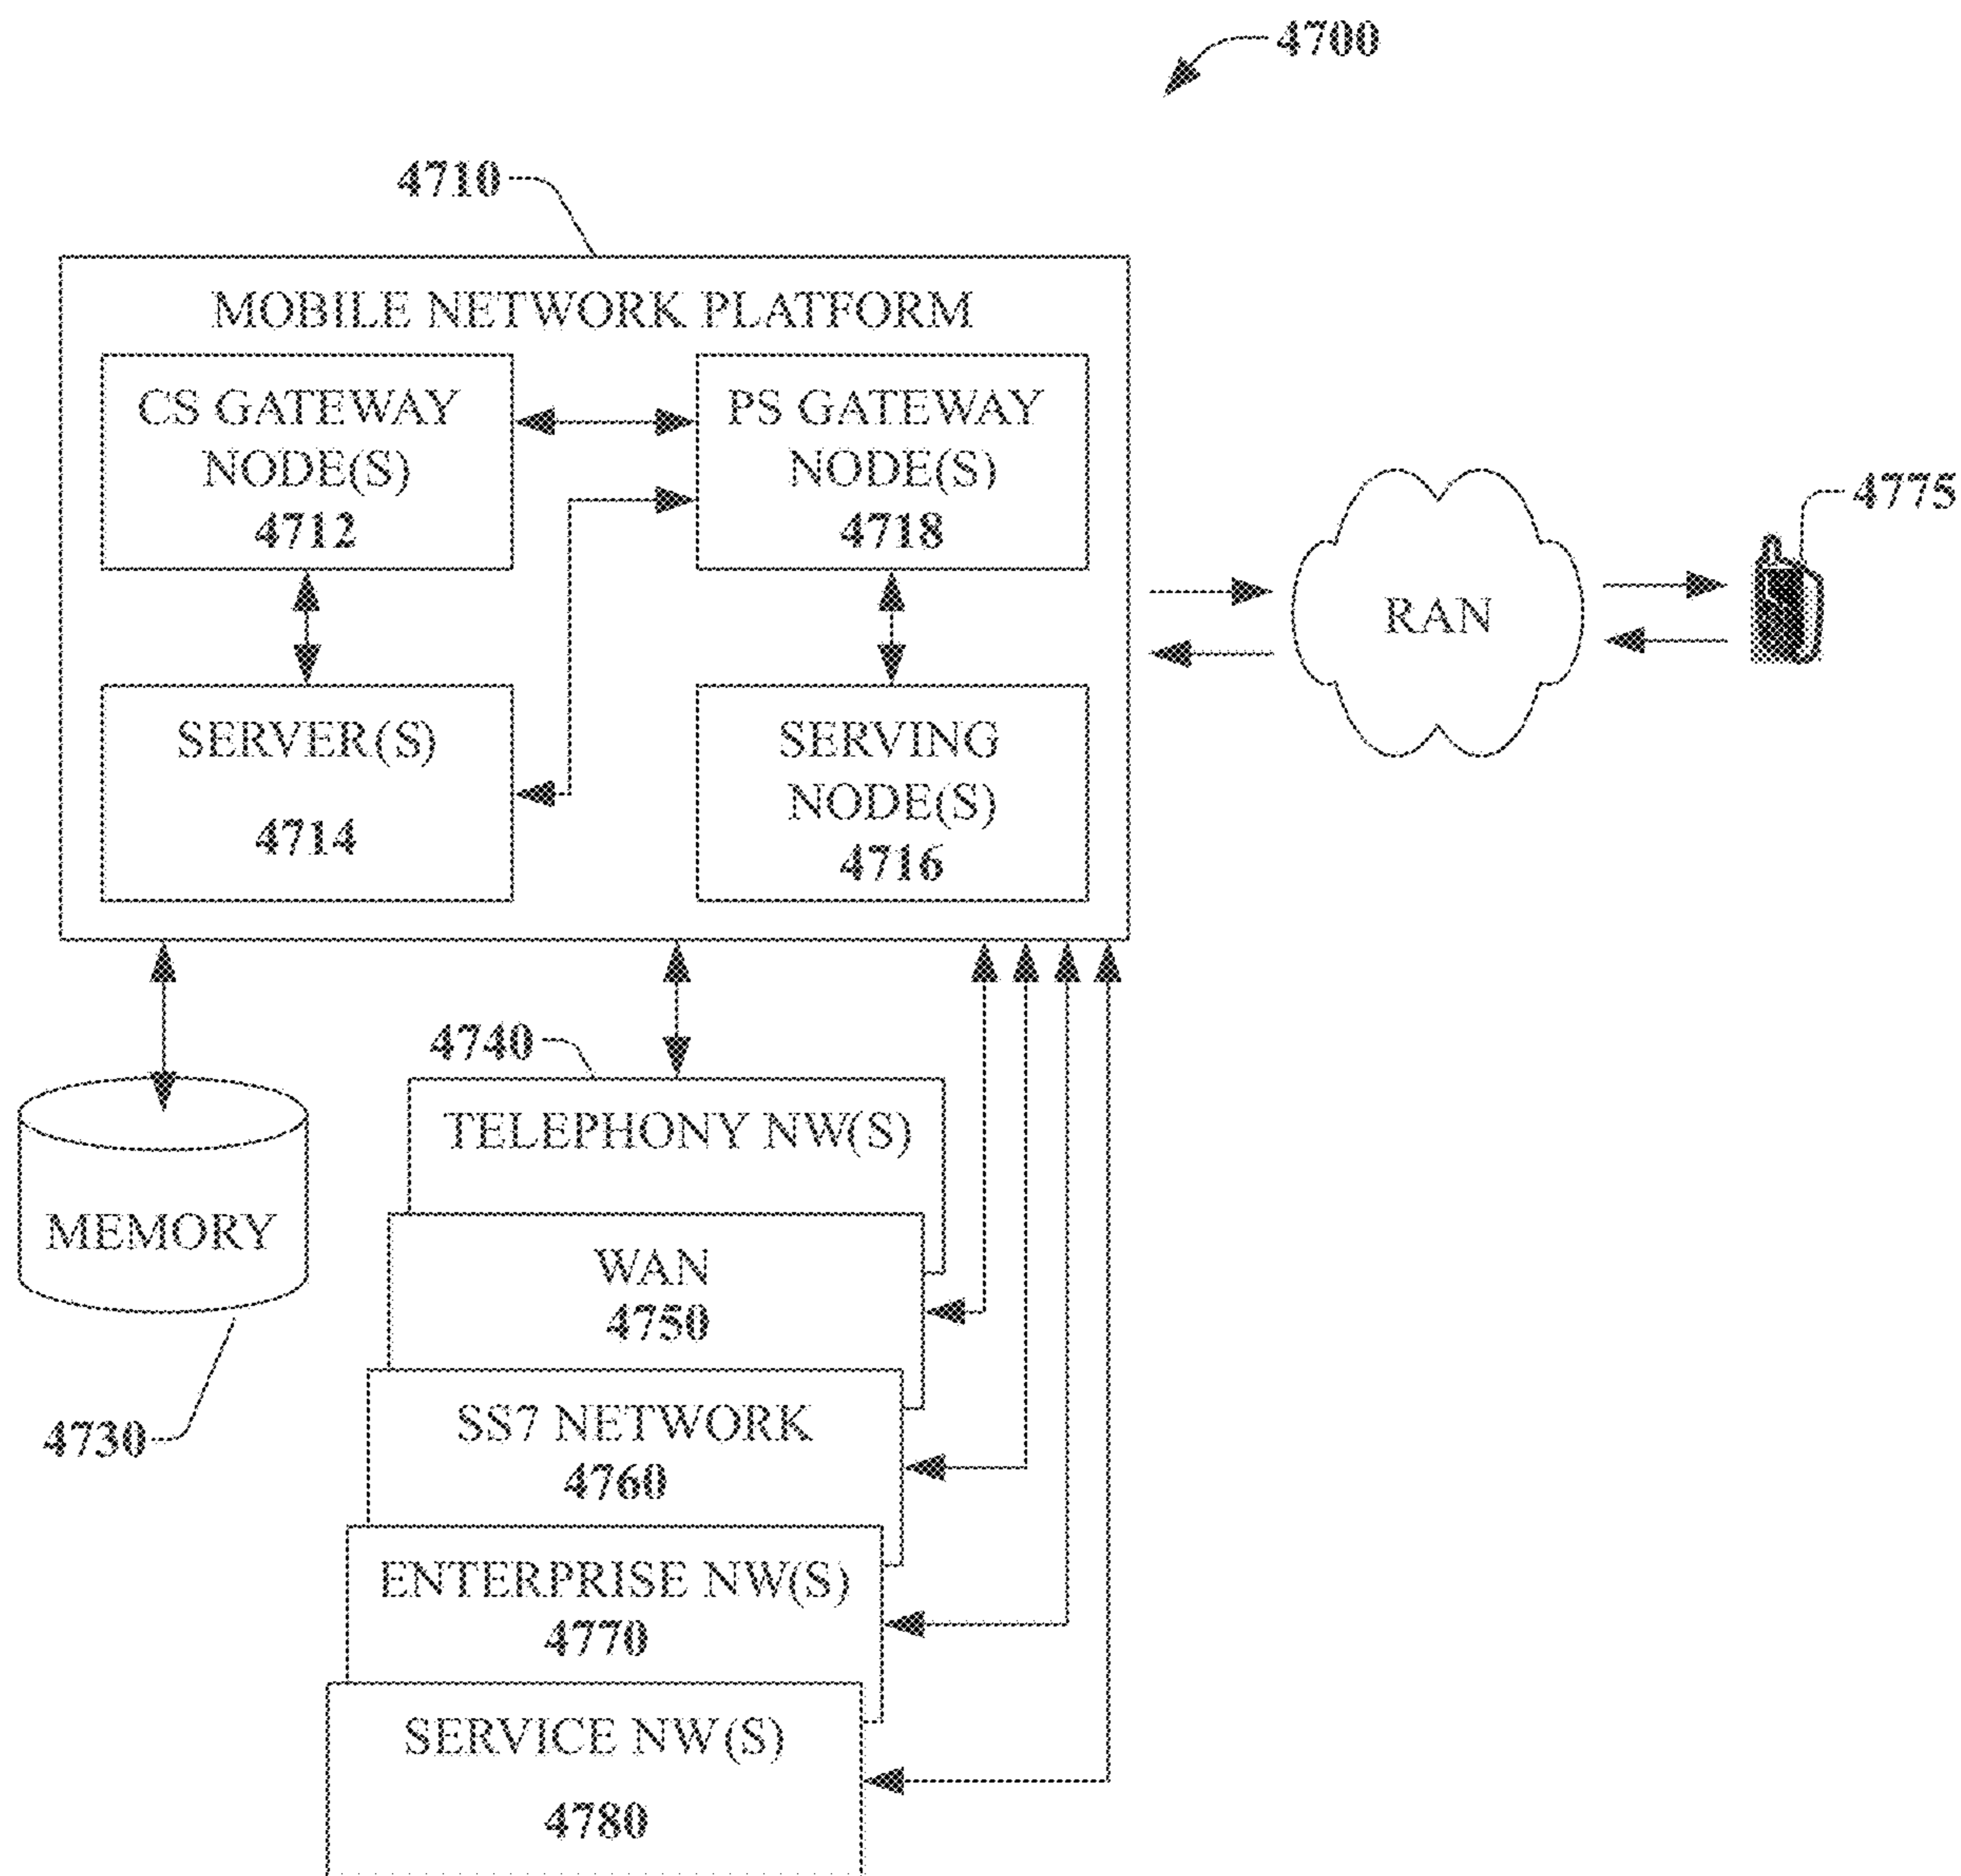 4700
4710
MOBILE NETWORK PLATFORM
CS GATEWAY
NODE(S)
4712
PS GATEWAY
NODE(S)
4718
SERVER(S)
4714
SERVING
NODE(S)
4716
RAN
4775
4740
TELEPHONY NW(S)
MEMORY
4730
WAN
4750
SS7 NETWORK
4760
ENTERPRISE NW(S)
4770
SERVICE NW(S)
4780